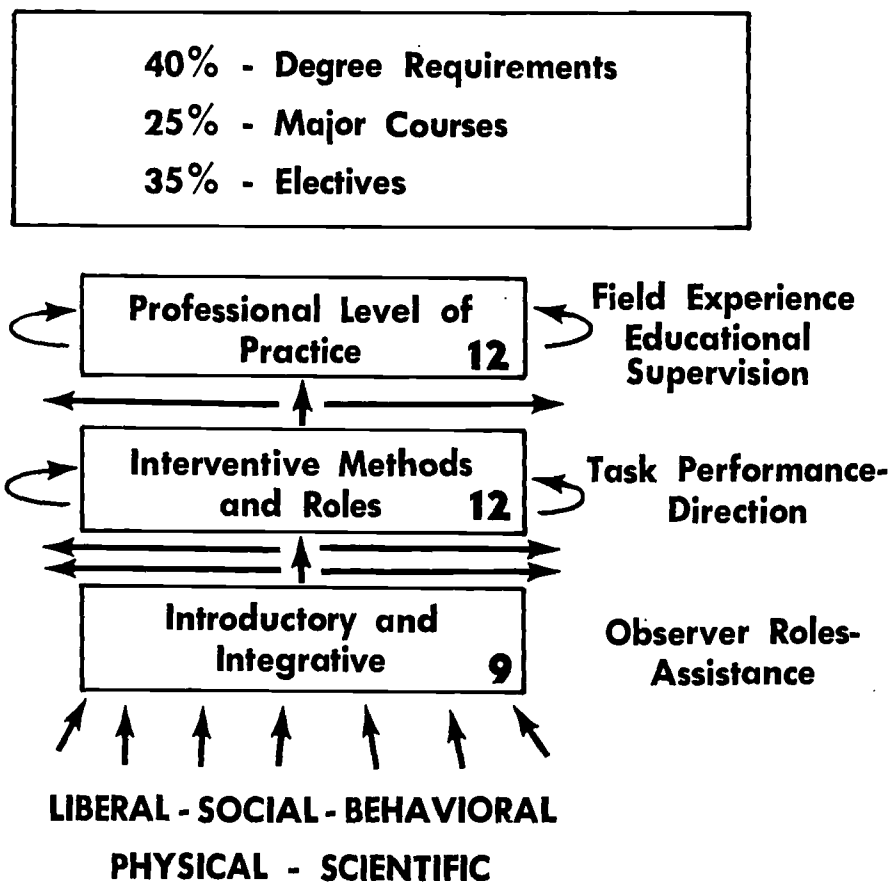 40% - Degree Requirements
25% - Major Courses
35% - Electives
Professional Level of
Practice 12
Field Experience
Educational
Supervision
Interventive Methods
and Roles 12
Task Performance-
Direction
Introductory and
Integrative 9
Observer Roles-
Assistance
LIBERAL - SOCIAL - BEHAVIORAL
PHYSICAL - SCIENTIFIC